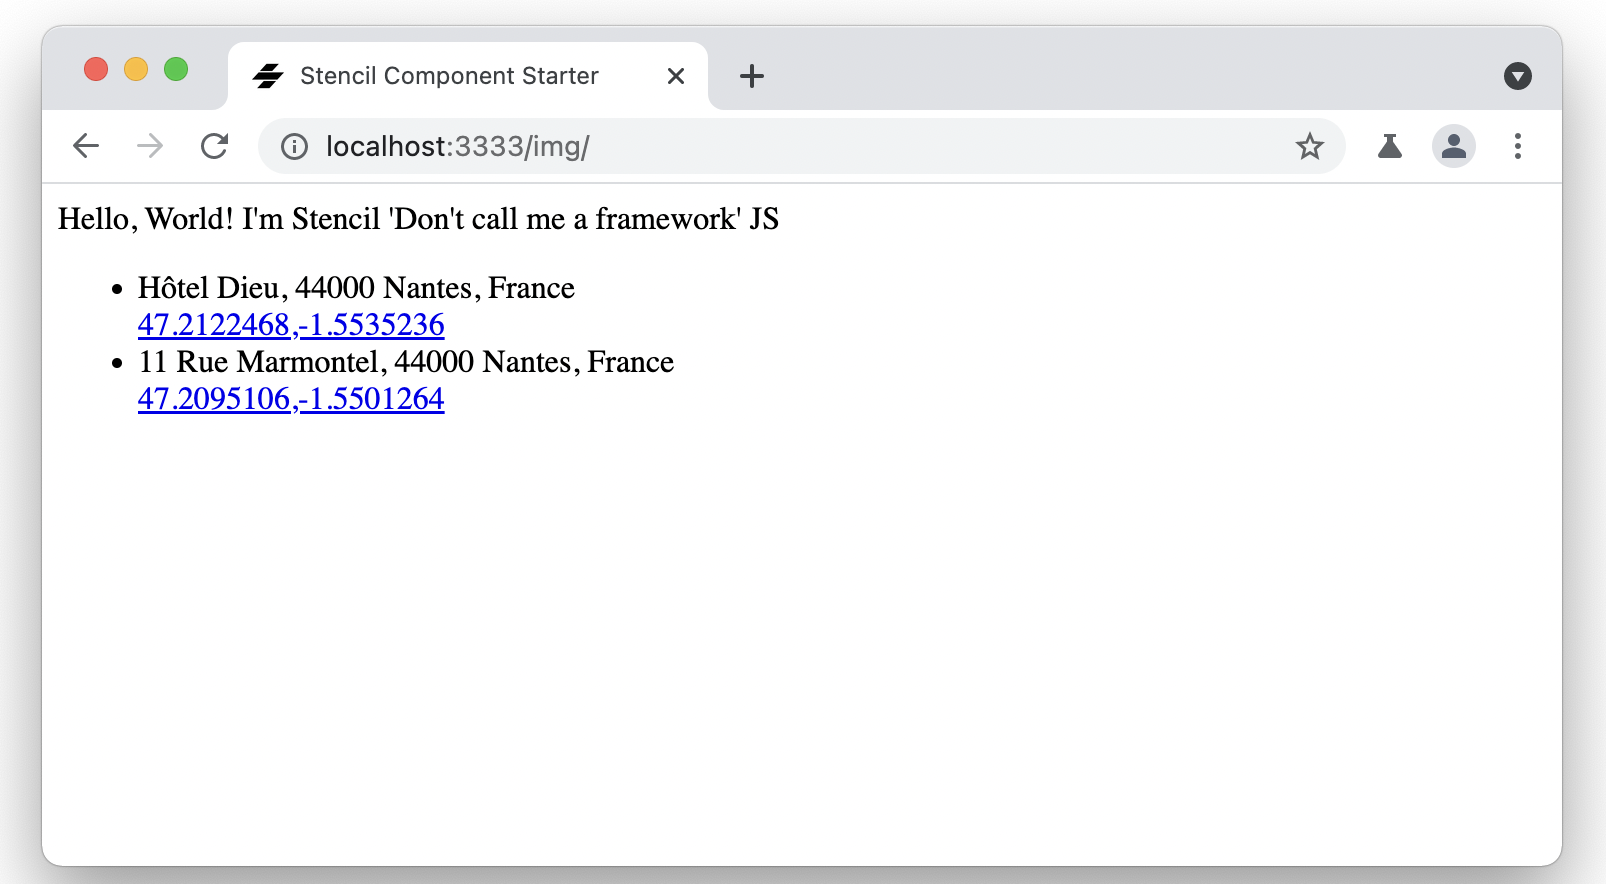 Stencil Component Starter
localhost:3333/img/
Hello, World! I'm Stencil 'Don't call me a framework' JS
Hôtel Dieu, 44000 Nantes, France
47.2122468,-1.5535236
11 Rue Marmontel, 44000 Nantes, France
47.2095106,-1.5501264